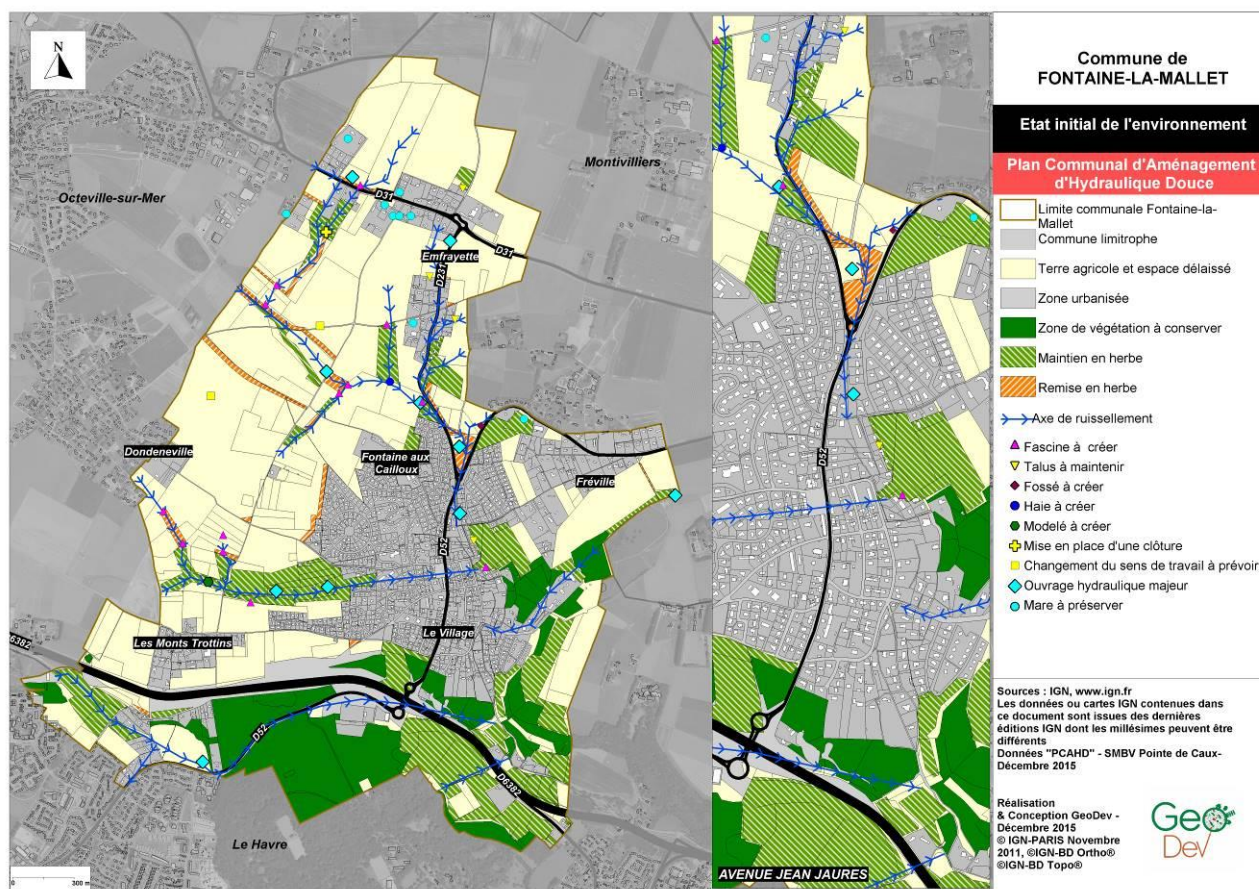 N
Octeville-sur-Mer
Montivilliers
D31
D31
Emfrayette
D231
Dondeneville
Fontaine aux
Cailloux
Fréville
D52
Les Monts Trottins
Le Village
D6382
D52
D6382
Le Havre
0 300 m
D52
AVENUE JEAN JAURES
Commune de
FONTAINE-LA-MALLET
Etat initial de l'environnement
Plan Communal d'Aménagement
d'Hydraulique Douce
Limite communale Fontaine-la-
Mallet
Commune limitrophe
Terre agricole et espace délaissé
Zone urbanisée
Zone de végétation à conserver
Maintien en herbe
Remise en herbe
Axe de ruissellement
Fascine à créer
Talus à maintenir
Fossé à créer
Haie à créer
Modelé à créer
Mise en place d'une clôture
Changement du sens de travail à prévoir
Ouvrage hydraulique majeur
Mare à préserver
Sources : IGN, www.ign.fr
Les données ou cartes IGN contenues dans
ce document sont issues des dernières
éditions IGN dont les millésimes peuvent être
différents
Données "PCAHD" - SMBV Pointe de Caux-
Décembre 2015
Réalisation
& Conception GeoDev -
Décembre 2015
© IGN-PARIS Novembre
2011, ©IGN-BD Ortho®
©IGN-BD Topo®
Geo
Dev